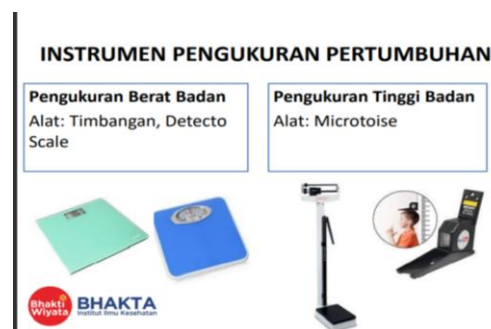 INSTRUMEN PENGUKURAN PERTUMBUHAN
Pengukuran Berat Badan
Alat: Timbangan, Detecto
Scale
Pengukuran Tinggi Badan
Alat: Microtoise
Bhakti
Wiyata
BHAKTA
Institut Ilmu Kesehatan